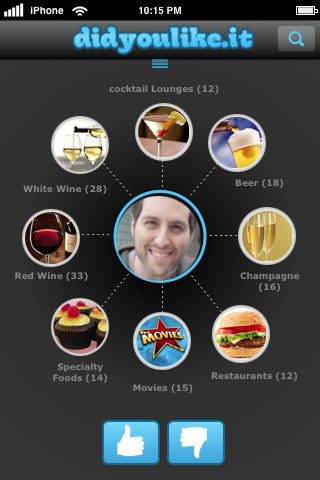 iPhone 10:15 PM
didyoulike.it
cocktail Lounges (12)
White Wine (28)
Beer (18)
Red Wine (33)
Champagne
(16)
Specialty
Foods (14)
THE MOVIES
Movies (15)
Restaurants (12)